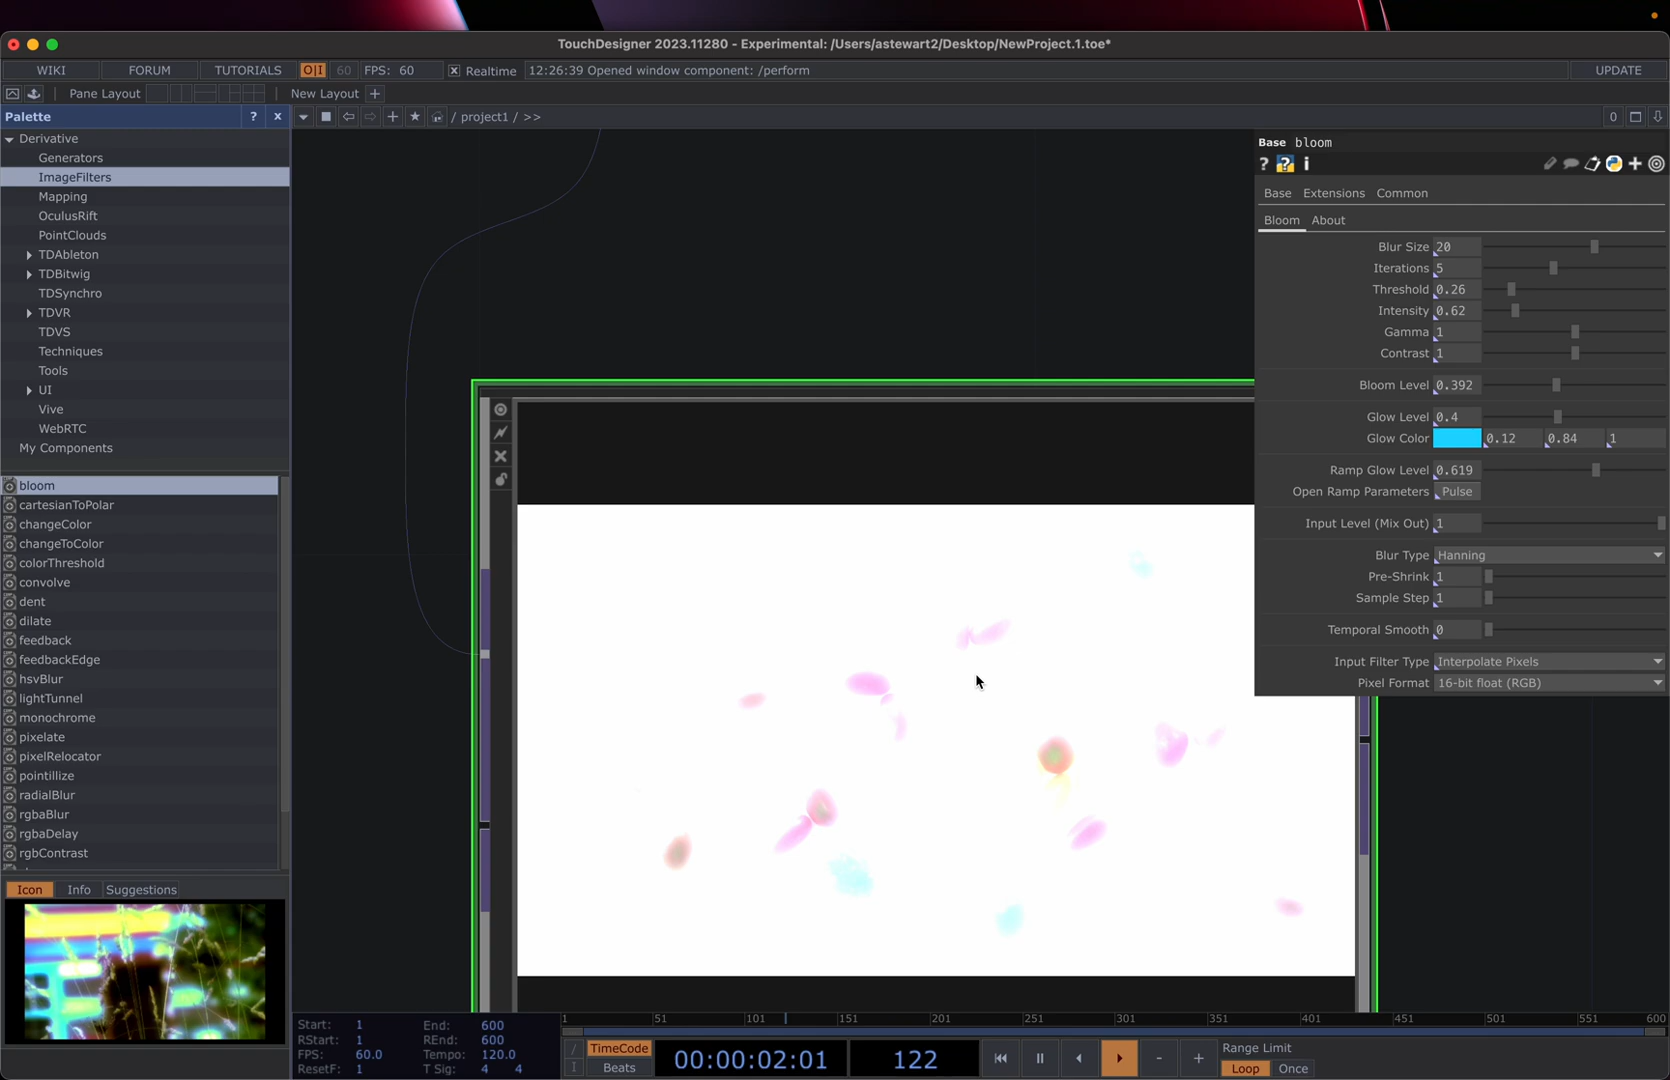 TouchDesigner 2023.11280 - Experimental: /Users/astewart2/Desktop/NewProject.1.toe*
WIKI FORUM TUTORIALS O|I 60 FPS: 60 Realtime 12:26:39 Opened window component: /perform UPDATE
Pane Layout New Layout +
Palette ? x
/ project1 / >> 0
Derivative
Generators
ImageFilters
Mapping
OculusRift
PointClouds
TDAbleton
TDBitwig
TDSynchro
TDVR
TDVS
Techniques
Tools
UI
Vive
WebRTC
My Components
bloom
cartesianToPolar
changeColor
changeToColor
colorThreshold
convolve
dent
dilate
feedback
feedbackEdge
hsvBlur
lightTunnel
monochrome
pixelate
pixelRelocator
pointillize
radialBlur
rgbaBlur
rgbaDelay
rgbContrast
Icon Info Suggestions
Base bloom
? ? i
Base Extensions Common
Bloom About
Blur Size 20
Iterations 5
Threshold 0.26
Intensity 0.62
Gamma 1
Contrast 1
Bloom Level 0.392
Glow Level 0.4
Glow Color 0.12 0.84 1
Ramp Glow Level 0.619
Open Ramp Parameters Pulse
Input Level (Mix Out) 1
Blur Type Hanning
Pre-Shrink 1
Sample Step 1
Temporal Smooth 0
Input Filter Type Interpolate Pixels
Pixel Format 16-bit float (RGB)
1 51 101 151 201 251 301 351 401 451 501 551 600
Start: 1 End: 600
RStart: 1 REnd: 600
FPS: 60.0 Tempo: 120.0
ResetF: 1 T Sig: 4 4
TimeCode
Beats
00:00:02:01 122
- +
Range Limit
Loop Once